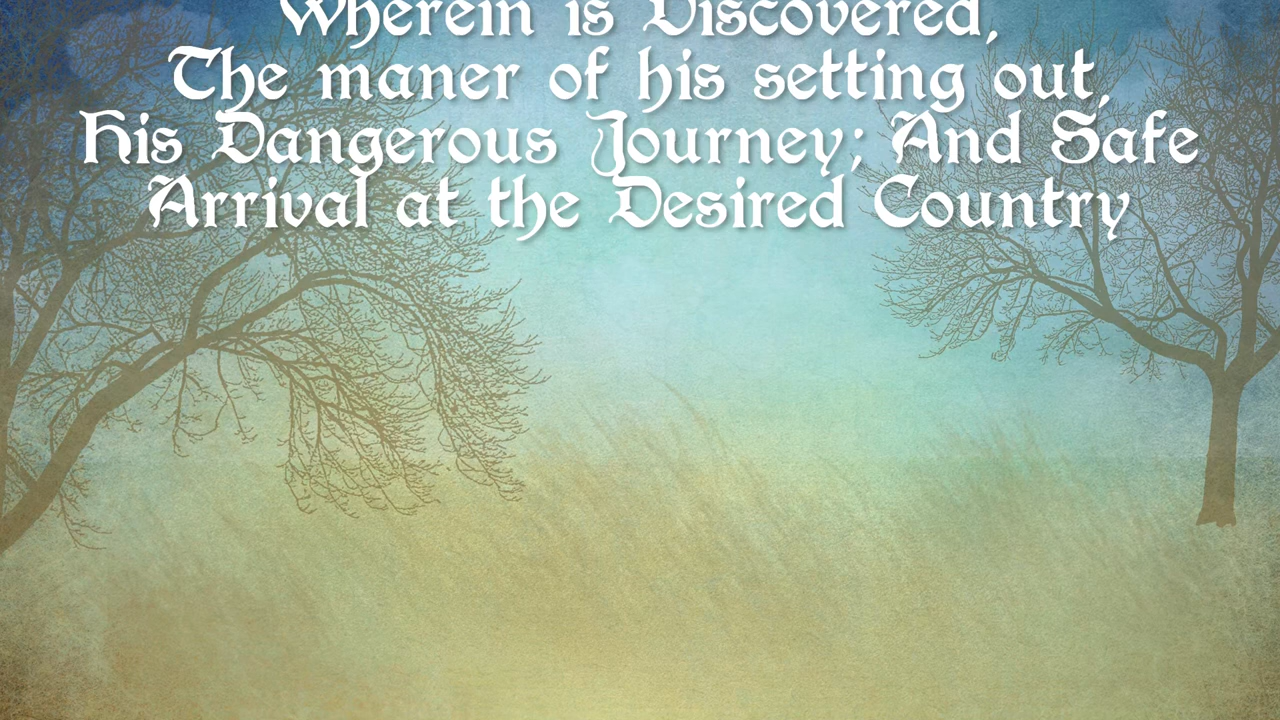 Wherein is Discovered,
The maner of his setting out,
His Dangerous Journey; And Safe
Arrival at the Desired Country